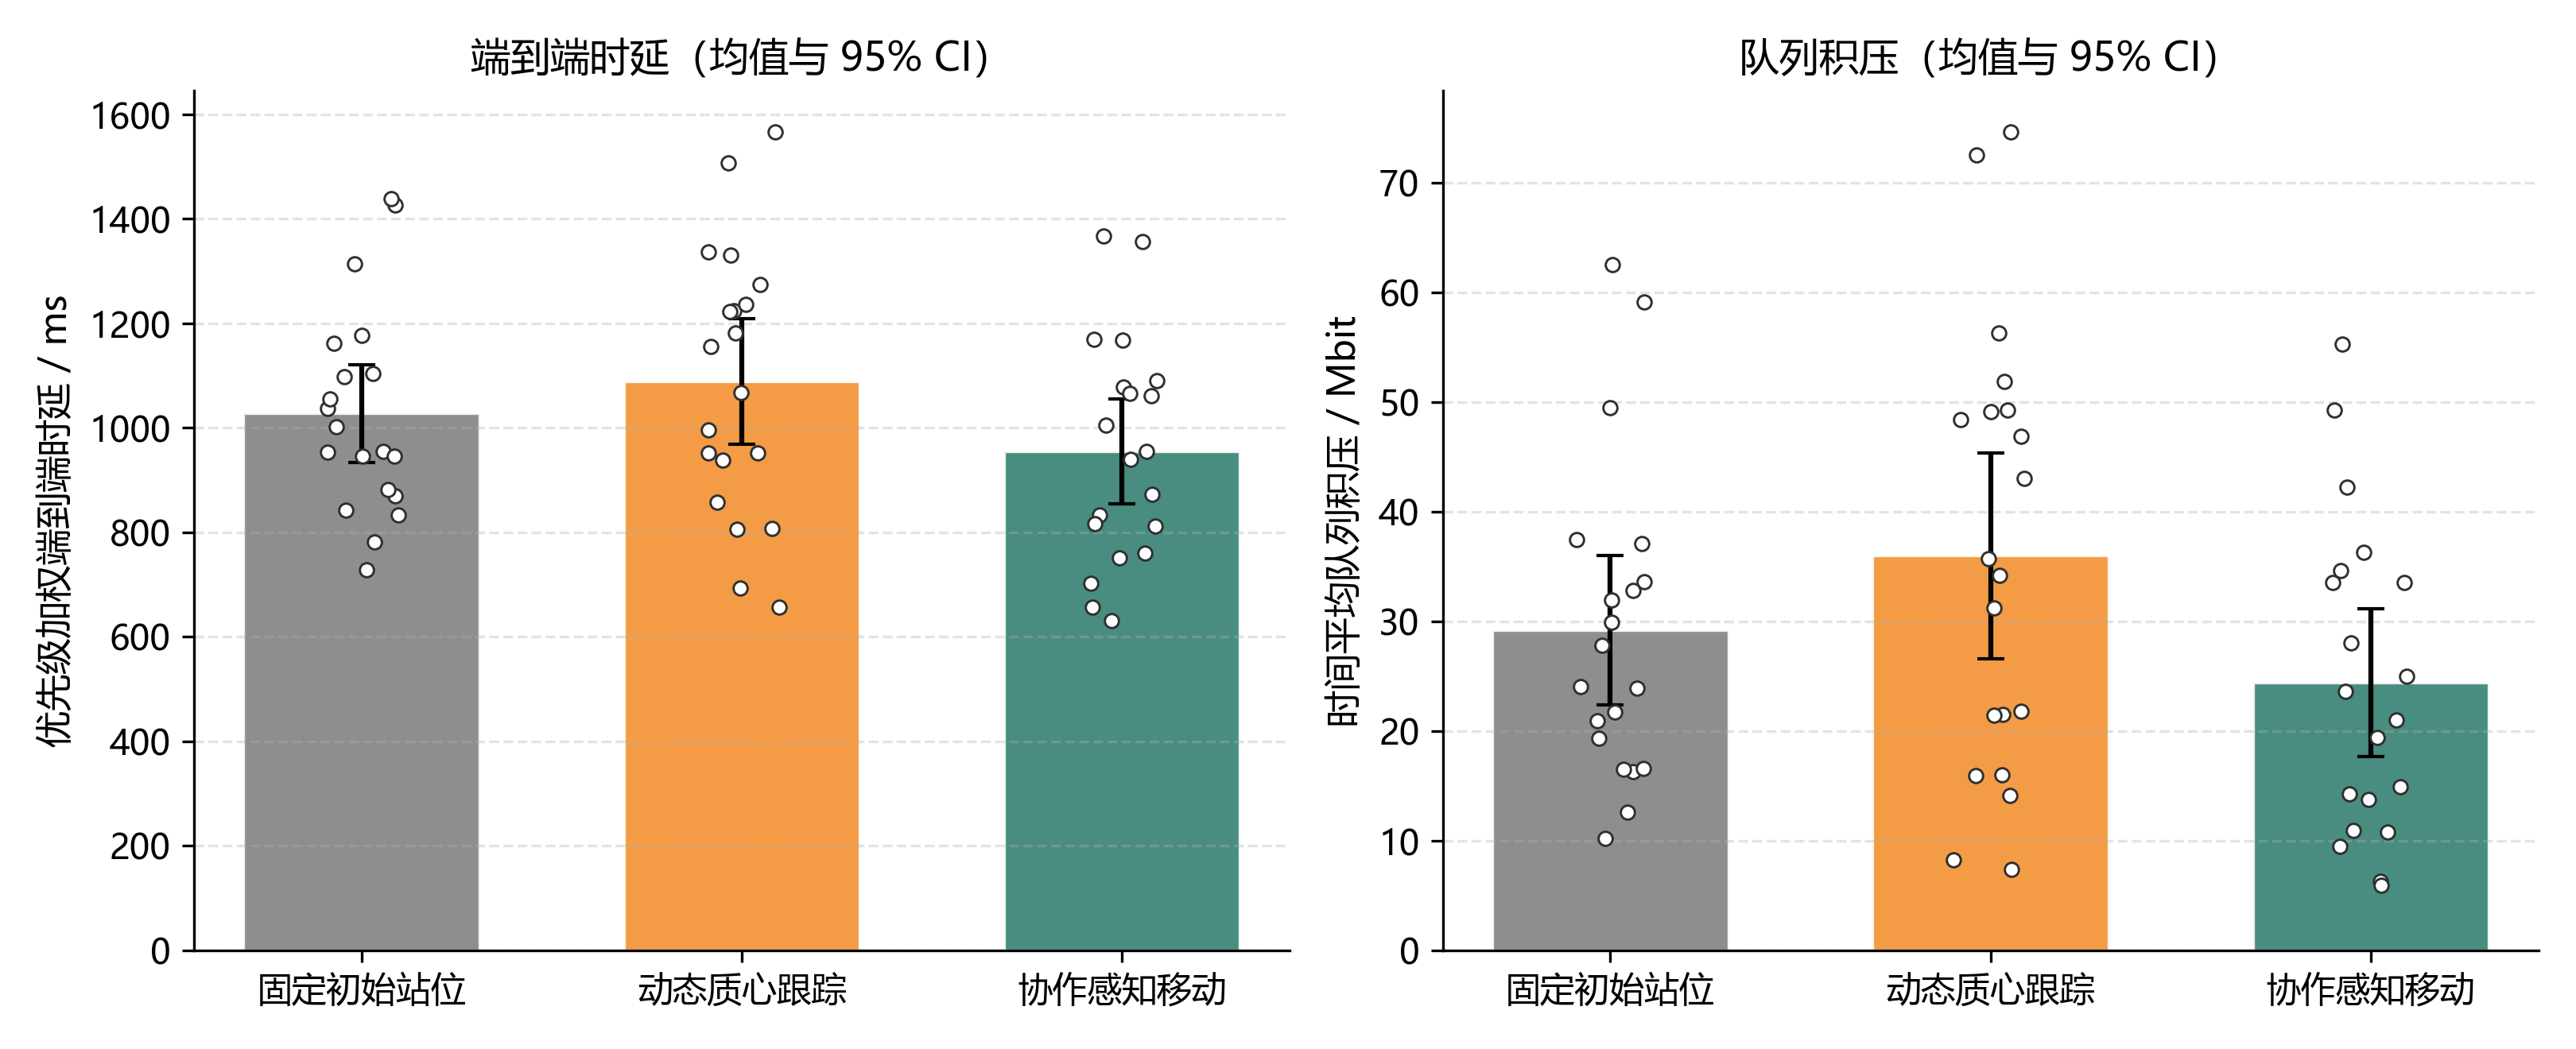 端到端时延（均值与 95% CI）
优先级加权端到端时延 / ms
1600
1400
1200
1000
800
600
400
200
0
固定初始站位
动态质心跟踪
协作感知移动
队列积压（均值与 95% CI）
时间平均队列积压 / Mbit
70
60
50
40
30
20
10
0
固定初始站位
动态质心跟踪
协作感知移动